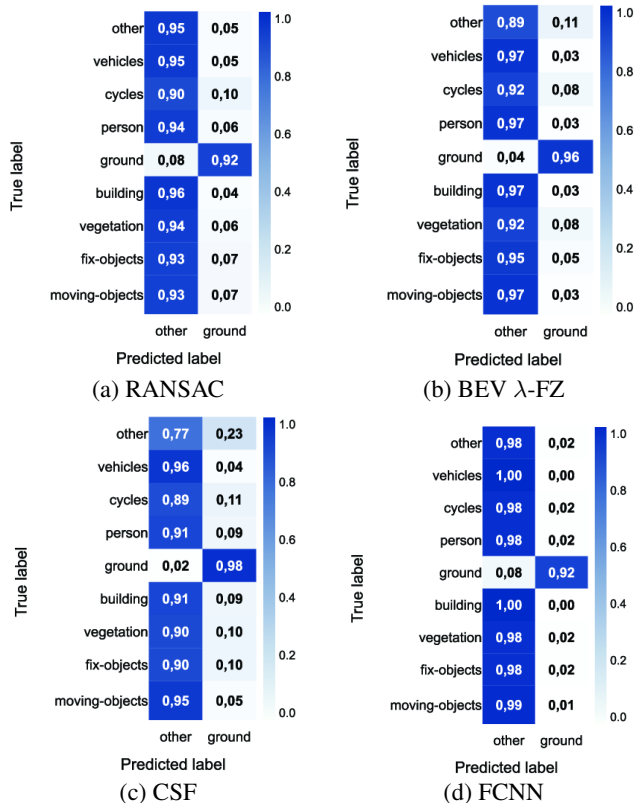 True label
other 0,95 0,05
vehicles 0,95 0,05
cycles 0,90 0,10
person 0,94 0,06
ground 0,08 0,92
building 0,96 0,04
vegetation 0,94 0,06
fix-objects 0,93 0,07
moving-objects 0,93 0,07
other ground
Predicted label
1.0
0.8
0.6
0.4
0.2
0.0
(a) RANSAC
True label
other 0,89 0,11
vehicles 0,97 0,03
cycles 0,92 0,08
person 0,97 0,03
ground 0,04 0,96
building 0,97 0,03
vegetation 0,92 0,08
fix-objects 0,95 0,05
moving-objects 0,97 0,03
other ground
Predicted label
1.0
0.8
0.6
0.4
0.2
0.0
(b) BEV λ-FZ
True label
other 0,77 0,23
vehicles 0,96 0,04
cycles 0,89 0,11
person 0,91 0,09
ground 0,02 0,98
building 0,91 0,09
vegetation 0,90 0,10
fix-objects 0,90 0,10
moving-objects 0,95 0,05
other ground
Predicted label
1.0
0.8
0.6
0.4
0.2
0.0
(c) CSF
True label
other 0,98 0,02
vehicles 1,00 0,00
cycles 0,98 0,02
person 0,98 0,02
ground 0,08 0,92
building 1,00 0,00
vegetation 0,98 0,02
fix-objects 0,98 0,02
moving-objects 0,99 0,01
other ground
Predicted label
1.0
0.8
0.6
0.4
0.2
0.0
(d) FCNN